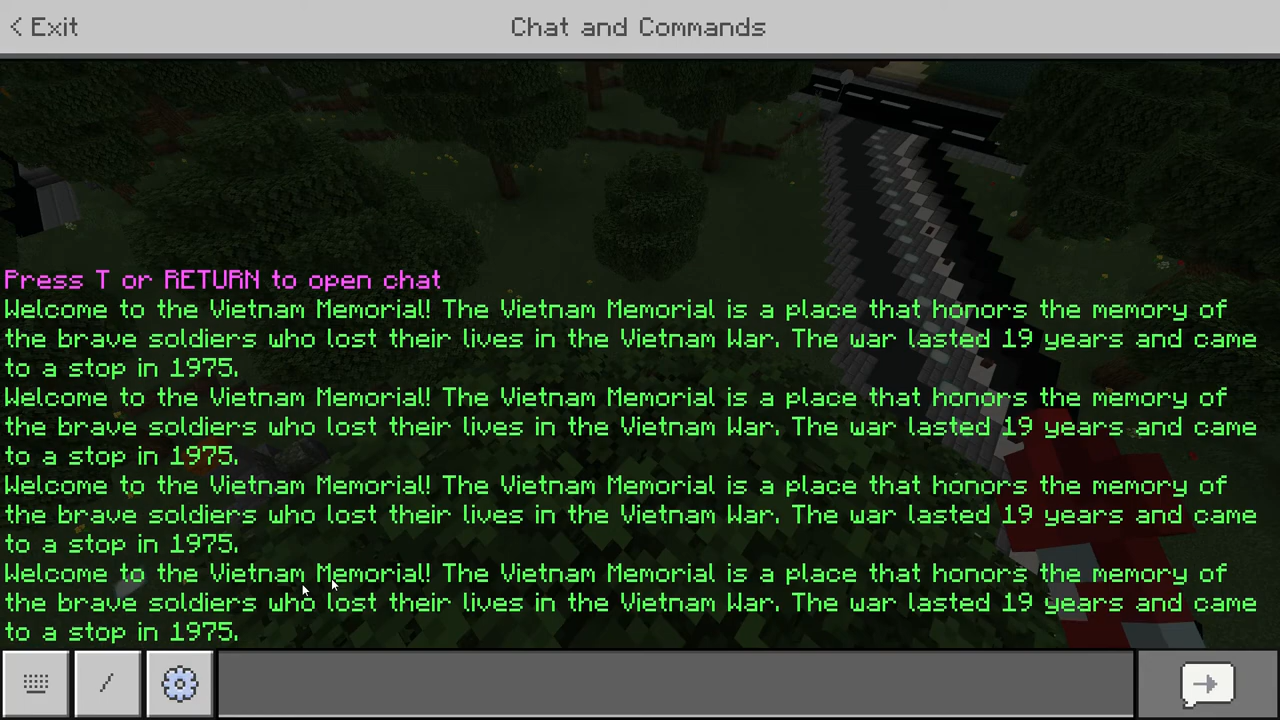 < Exit
Chat and Commands
Press T or RETURN to open chat
Welcome to the Vietnam Memorial! The Vietnam Memorial is a place that honors the memory of
the brave soldiers who lost their lives in the Vietnam War. The war lasted 19 years and came
to a stop in 1975.
Welcome to the Vietnam Memorial! The Vietnam Memorial is a place that honors the memory of
the brave soldiers who lost their lives in the Vietnam War. The war lasted 19 years and came
to a stop in 1975.
Welcome to the Vietnam Memorial! The Vietnam Memorial is a place that honors the memory of
the brave soldiers who lost their lives in the Vietnam War. The war lasted 19 years and came
to a stop in 1975.
Welcome to the Vietnam Memorial! The Vietnam Memorial is a place that honors the memory of
the brave soldiers who lost their lives in the Vietnam War. The war lasted 19 years and came
to a stop in 1975.
/